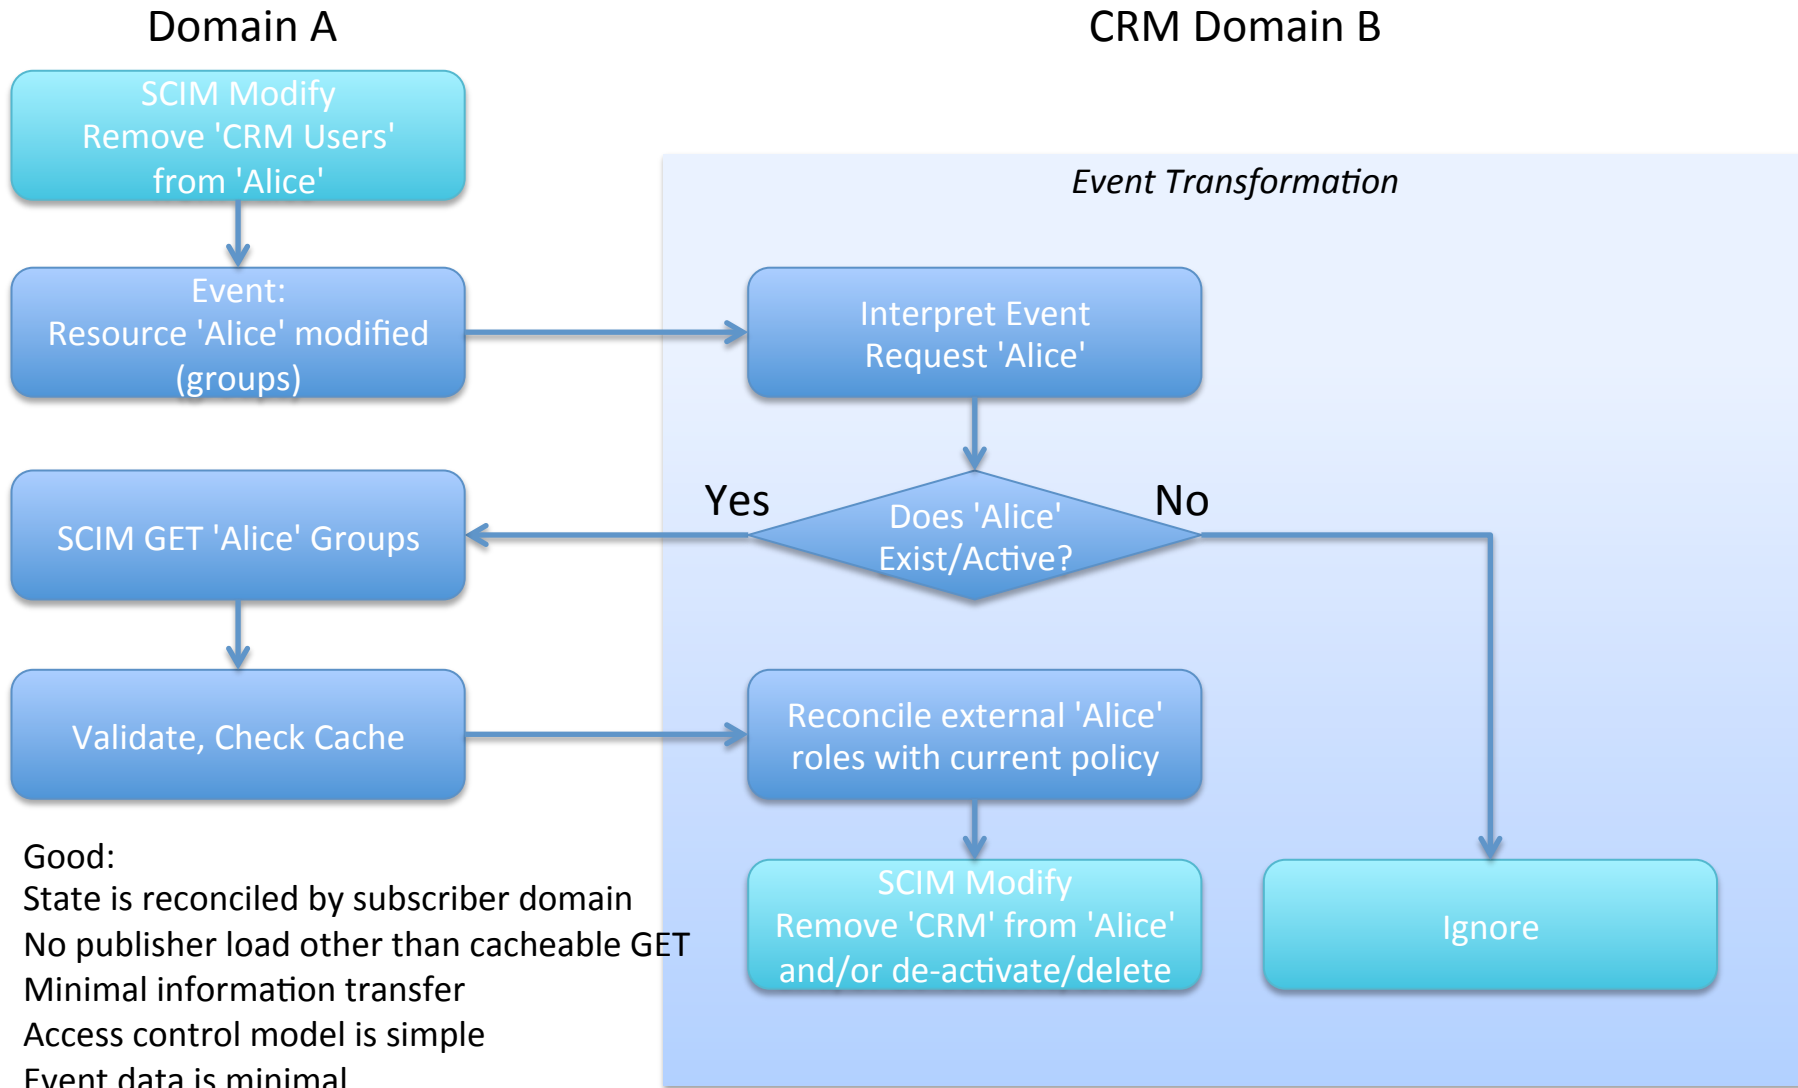 Domain A
CRM Domain B
SCIM Modify
Remove 'CRM Users'
from 'Alice'
Event Transformation
Event:
Resource 'Alice' modified
(groups)
Interpret Event
Request 'Alice'
Yes
No
Does 'Alice'
Exist/Active?
SCIM GET 'Alice' Groups
Validate, Check Cache
Reconcile external 'Alice'
roles with current policy
Good:
State is reconciled by subscriber domain
No publisher load other than cacheable GET
Minimal information transfer
Access control model is simple
Event data is minimal
SCIM Modify
Remove 'CRM' from 'Alice'
and/or de-activate/delete
Ignore